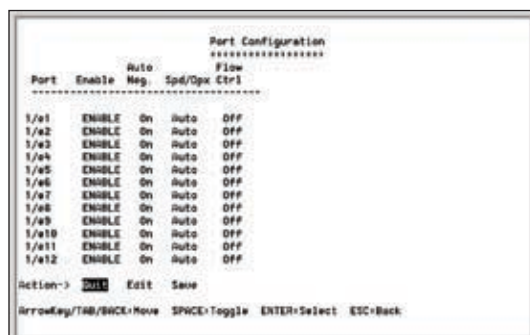 Port Configuration
******************
Auto Flow
Port Enable Neg. Spd/Dpx Ctrl
----------------------------------------
1/e1 ENABLE On Auto Off
1/e2 ENABLE On Auto Off
1/e3 ENABLE On Auto Off
1/e4 ENABLE On Auto Off
1/e5 ENABLE On Auto Off
1/e6 ENABLE On Auto Off
1/e7 ENABLE On Auto Off
1/e8 ENABLE On Auto Off
1/e9 ENABLE On Auto Off
1/e10 ENABLE On Auto Off
1/e11 ENABLE On Auto Off
1/e12 ENABLE On Auto Off
Action-> Quit Edit Save
ArrowKey/TAB/BACK=Move SPACE=Toggle ENTER=Select ESC=Back